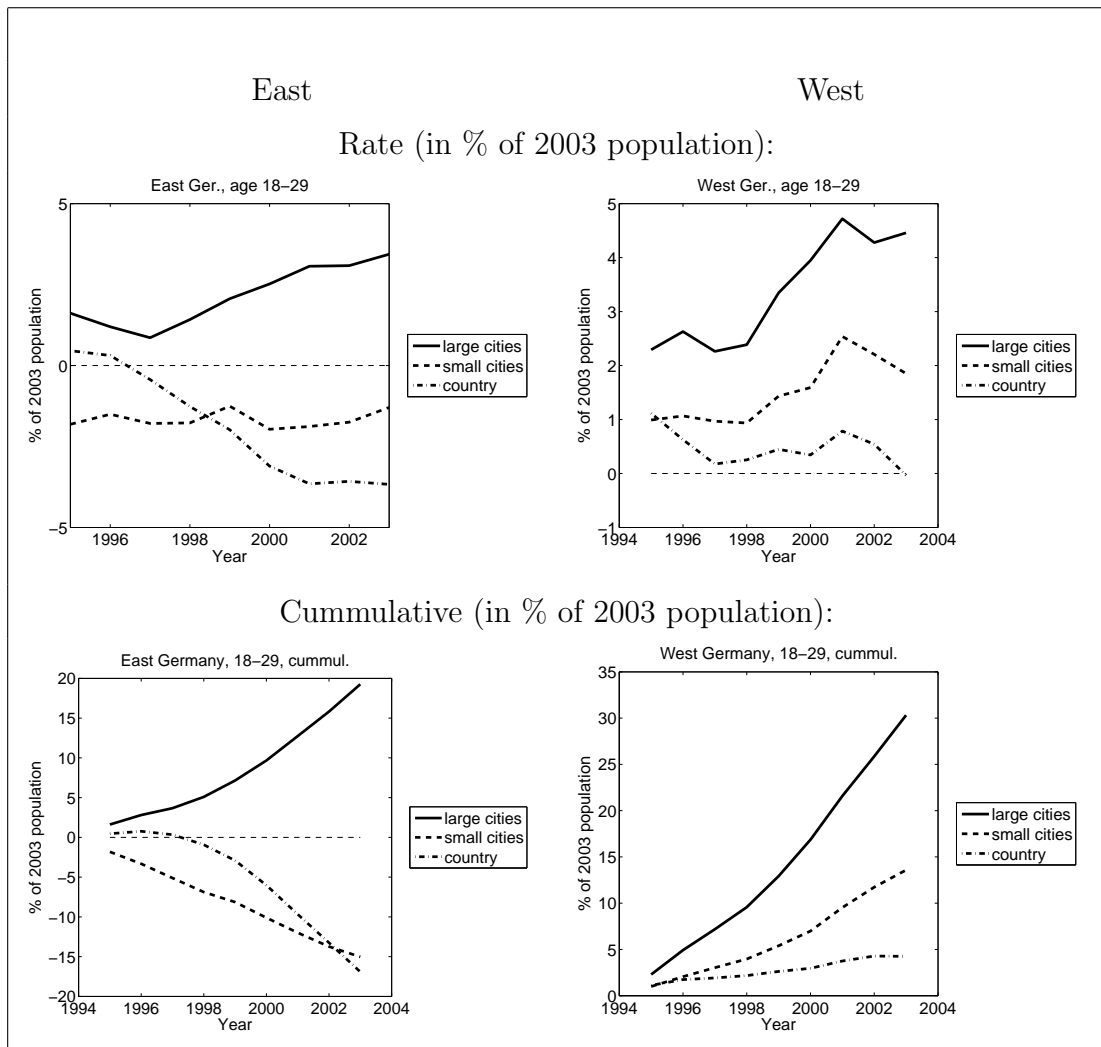 East
West
Rate (in % of 2003 population):
East Ger., age 18−29
5
0
−5
% of 2003 population
1996 1998 2000 2002
Year
large cities
small cities
country
West Ger., age 18−29
5
4
3
2
1
0
−1
% of 2003 population
1994 1996 1998 2000 2002 2004
Year
large cities
small cities
country
Cummulative (in % of 2003 population):
East Germany, 18−29, cummul.
20
15
10
5
0
−5
−10
−15
−20
% of 2003 population
1994 1996 1998 2000 2002 2004
Year
large cities
small cities
country
West Germany, 18−29, cummul.
35
30
25
20
15
10
5
0
% of 2003 population
1994 1996 1998 2000 2002 2004
Year
large cities
small cities
country